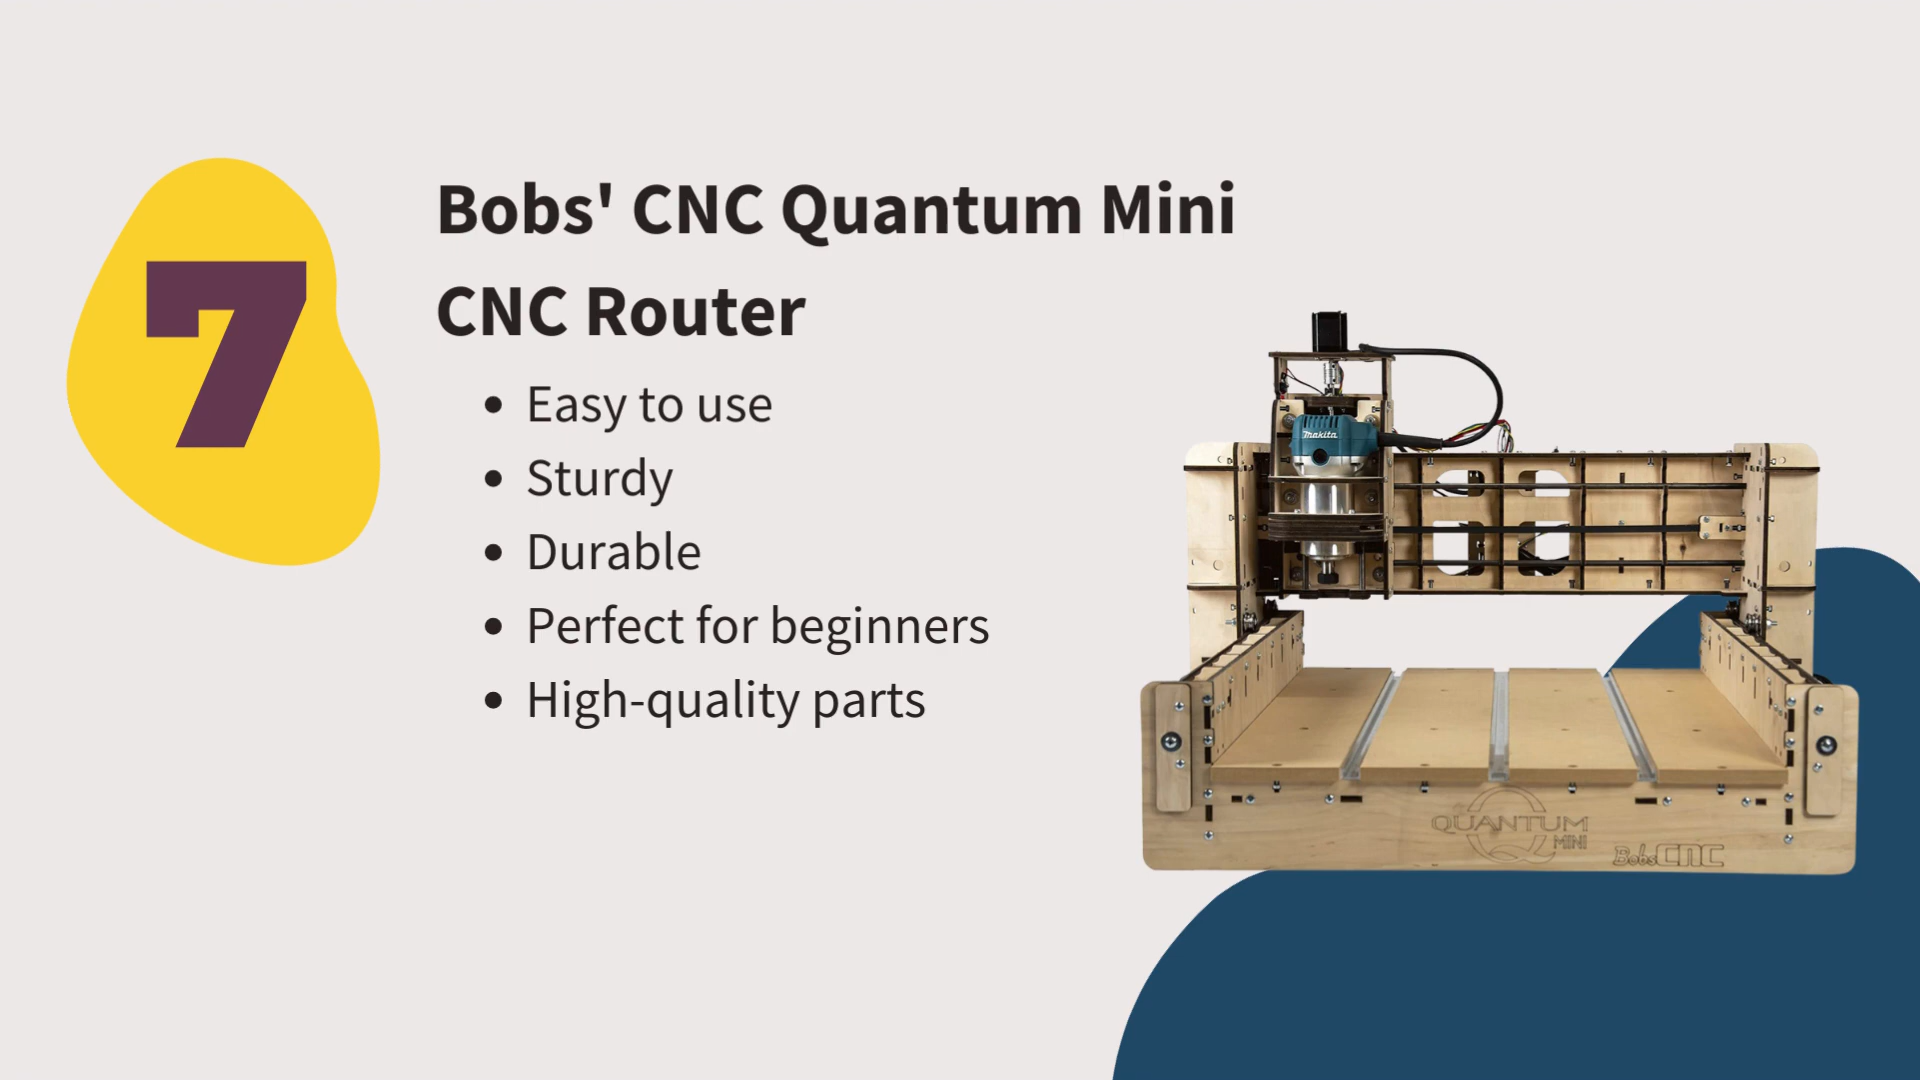 7
Bobs' CNC Quantum Mini
CNC Router
• Easy to use
• Sturdy
• Durable
• Perfect for beginners
• High-quality parts
makita
QUANTUM
MINI
BobsCNC